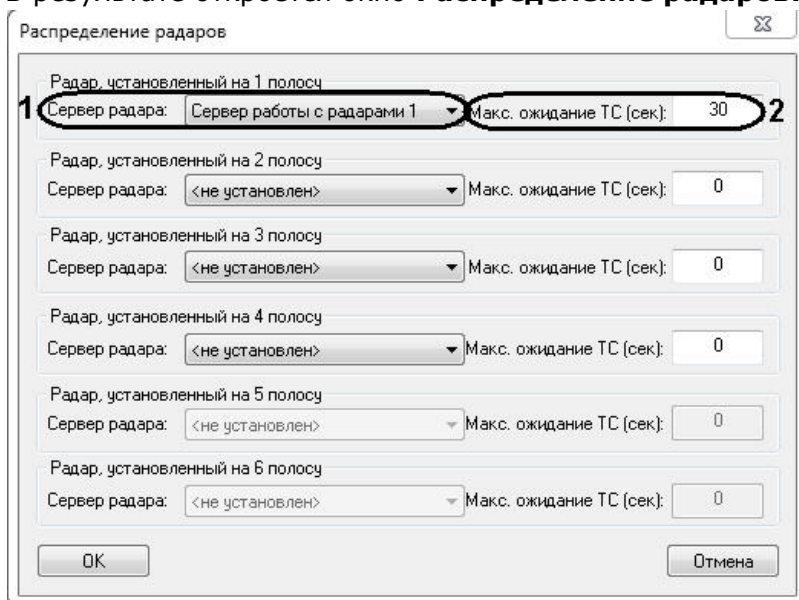 В результате откроется окно Распределение радаров.
Распределение радаров
Радар, установленный на 1 полосу
1 Сервер радара: Сервер работы с радарами 1 Макс. ожидание ТС (сек): 30 2
Радар, установленный на 2 полосу
Сервер радара: <не установлен> Макс. ожидание ТС (сек): 0
Радар, установленный на 3 полосу
Сервер радара: <не установлен> Макс. ожидание ТС (сек): 0
Радар, установленный на 4 полосу
Сервер радара: <не установлен> Макс. ожидание ТС (сек): 0
Радар, установленный на 5 полосу
Сервер радара: <не установлен> Макс. ожидание ТС (сек): 0
Радар, установленный на 6 полосу
Сервер радара: <не установлен> Макс. ожидание ТС (сек): 0
OK Отмена